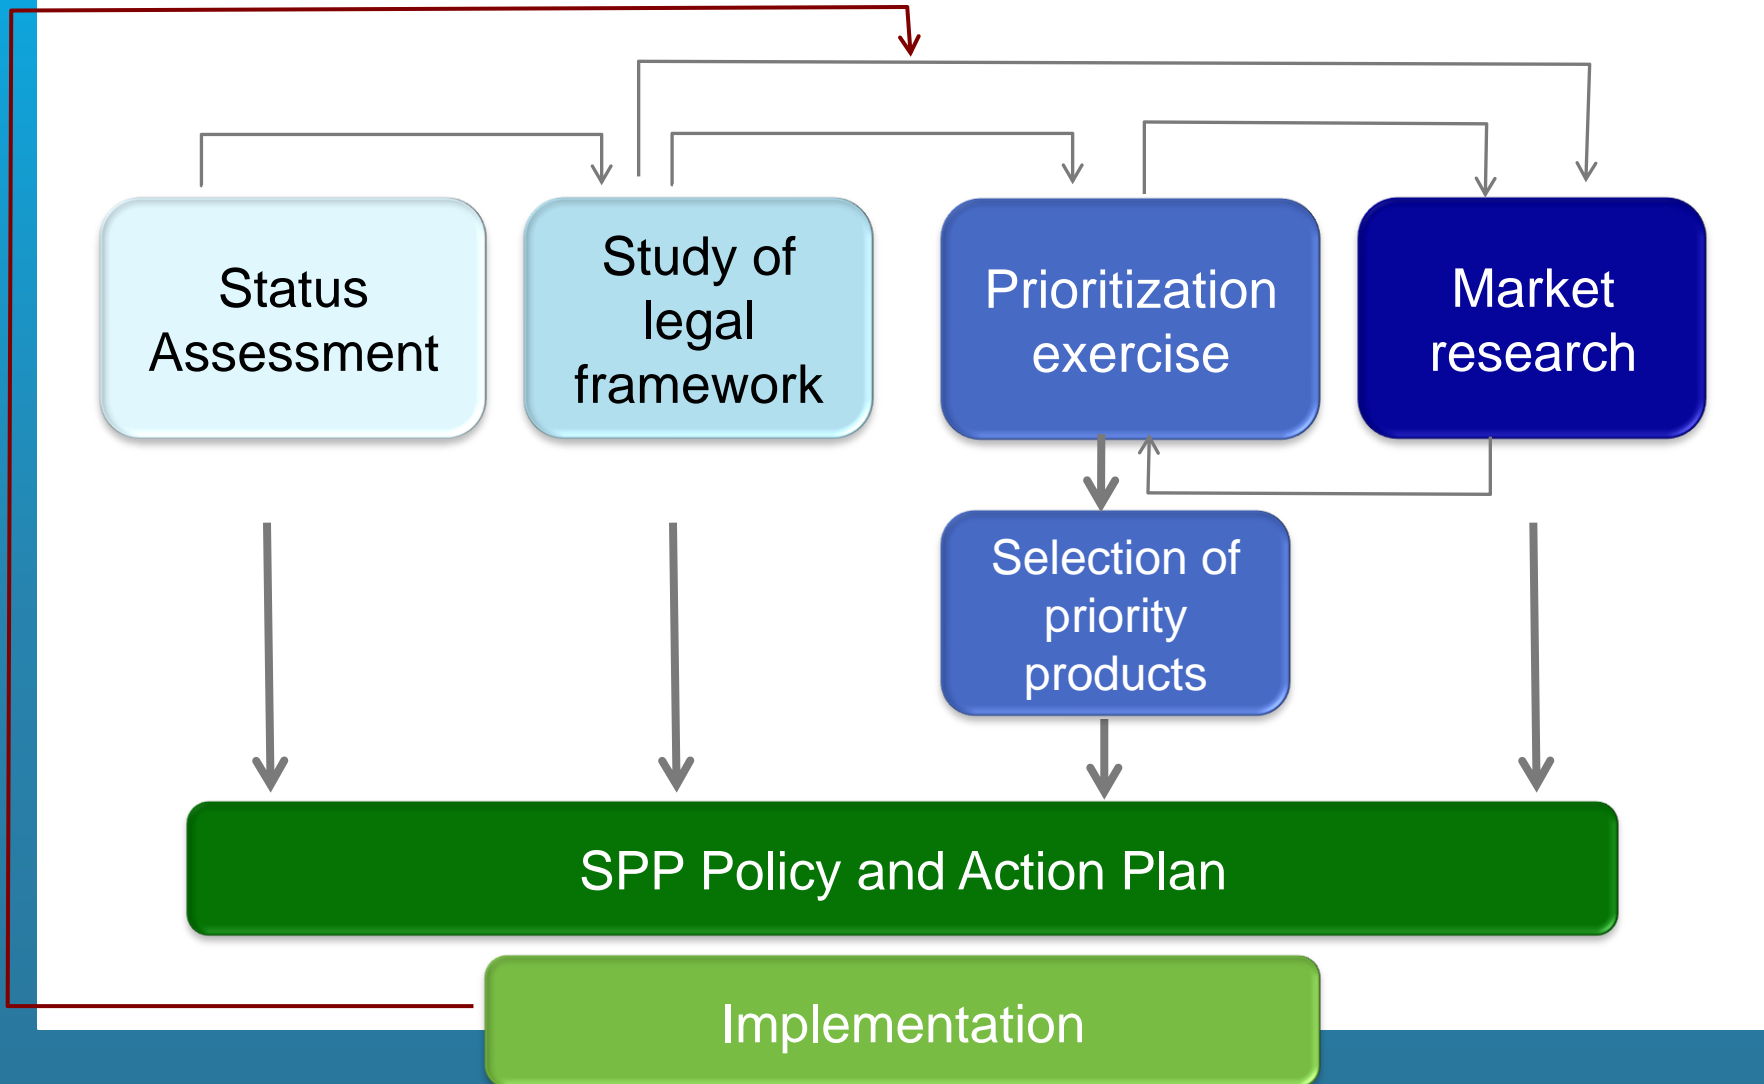 Status
Assessment
Study of
legal
framework
Prioritization
exercise
Market
research
Selection of
priority
products
SPP Policy and Action Plan
Implementation